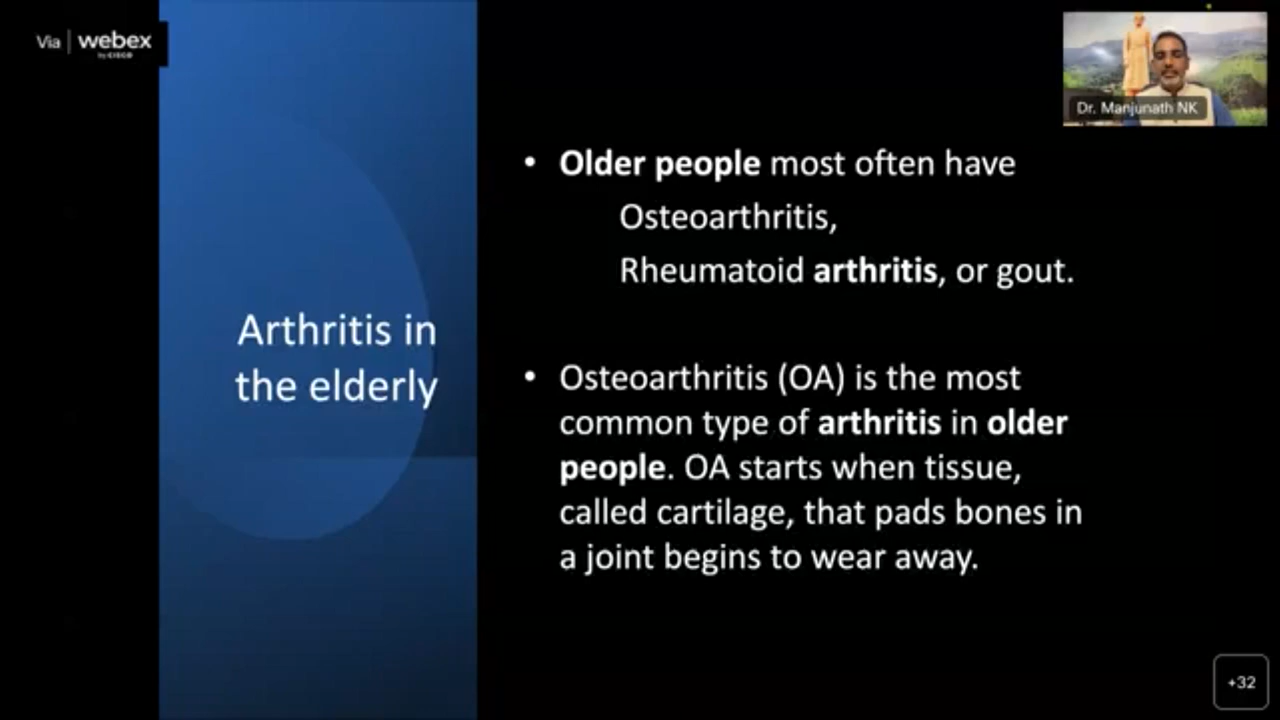 Via | webex
by CISCO
Dr. Manjunath NK
Arthritis in
the elderly
• Older people most often have
Osteoarthritis,
Rheumatoid arthritis, or gout.
• Osteoarthritis (OA) is the most
common type of arthritis in older
people. OA starts when tissue,
called cartilage, that pads bones in
a joint begins to wear away.
+32